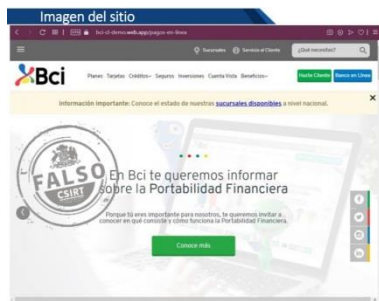 Imagen del sitio
bci-cl-demo.web.app/pagos-en-linea
Sucursales Servicio al Cliente ¿Qué necesitas?
Bci Planes Tarjetas Créditos Seguros Inversiones Cuenta Vista Beneficios Hazte Cliente Banco en Línea
Información importante: Conoce el estado de nuestras sucursales disponibles a nivel nacional.
FALSO
CSIRT
En Bci te queremos informar
sobre la Portabilidad Financiera
Porque tú eres importante para nosotros, te queremos invitar a
conocer en qué consiste y cómo funciona la Portabilidad Financiera.
Conoce más